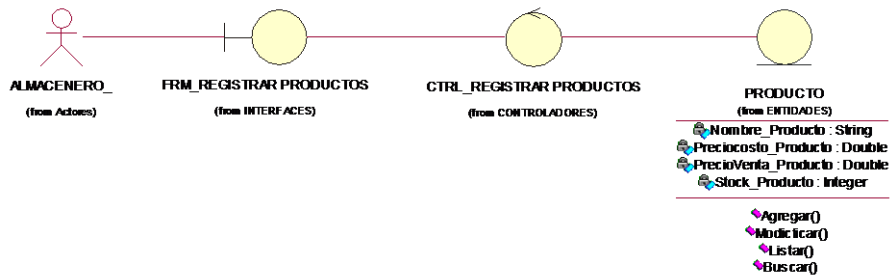 ALMACENERO_
(from Actores)
FRM_REGISTRAR PRODUCTOS
(from INTERFACES)
CTRL_REGISTRAR PRODUCTOS
(from CONTROLADORES)
PRODUCTO
(from ENTIDADES)
Nombre_Producto : String
Preciocosto_Producto : Double
PrecioVenta_Producto : Double
Stock_Producto : Integer
Agregar()
Modicficar()
Listar()
Buscar()